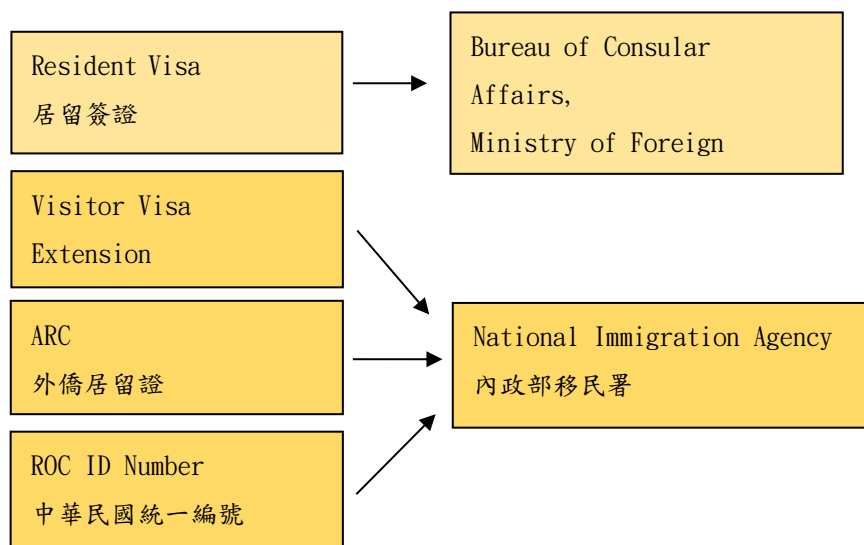 Resident Visa
居留簽證
Bureau of Consular
Affairs,
Ministry of Foreign
Visitor Visa
Extension
ARC
外僑居留證
National Immigration Agency
內政部移民署
ROC ID Number
中華民國統一編號